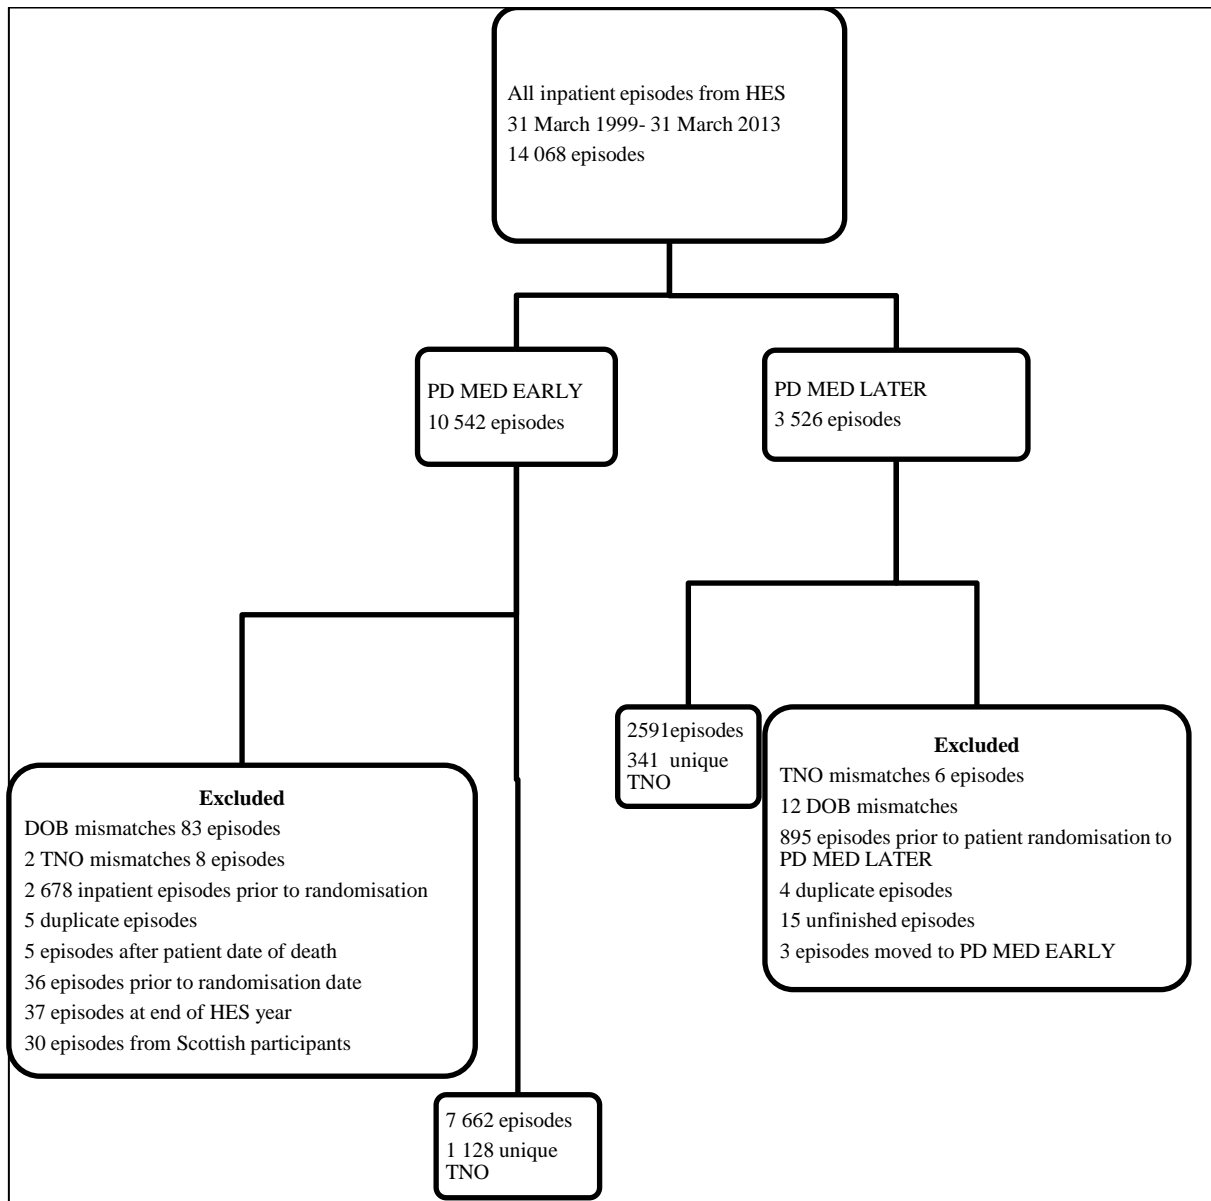 All inpatient episodes from HES
31 March 1999- 31 March 2013
14 068 episodes
PD MED EARLY
10 542 episodes
PD MED LATER
3 526 episodes
2591episodes
341 unique
TNO
Excluded
TNO mismatches 6 episodes
12 DOB mismatches
895 episodes prior to patient randomisation to
PD MED LATER
4 duplicate episodes
15 unfinished episodes
3 episodes moved to PD MED EARLY
Excluded
DOB mismatches 83 episodes
2 TNO mismatches 8 episodes
2 678 inpatient episodes prior to randomisation
5 duplicate episodes
5 episodes after patient date of death
36 episodes prior to randomisation date
37 episodes at end of HES year
30 episodes from Scottish participants
7 662 episodes
1 128 unique
TNO